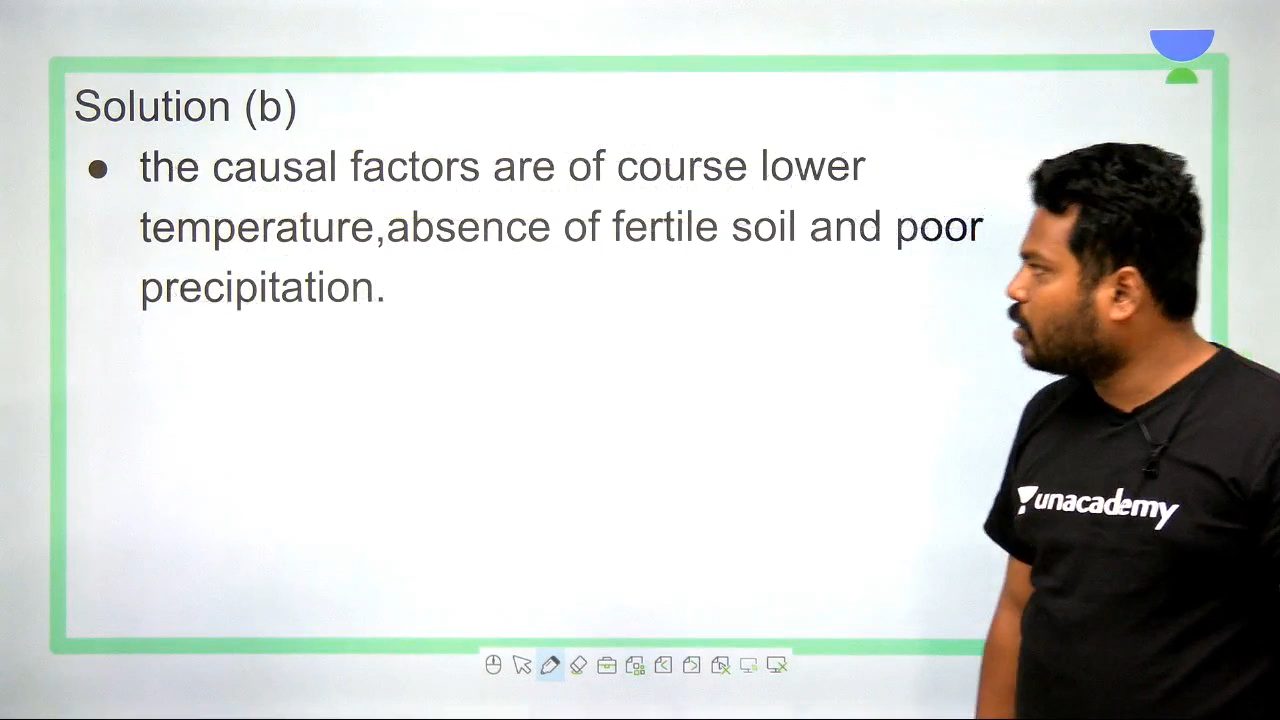 Solution (b)
● the causal factors are of course lower
temperature,absence of fertile soil and poor
precipitation.
unacademy